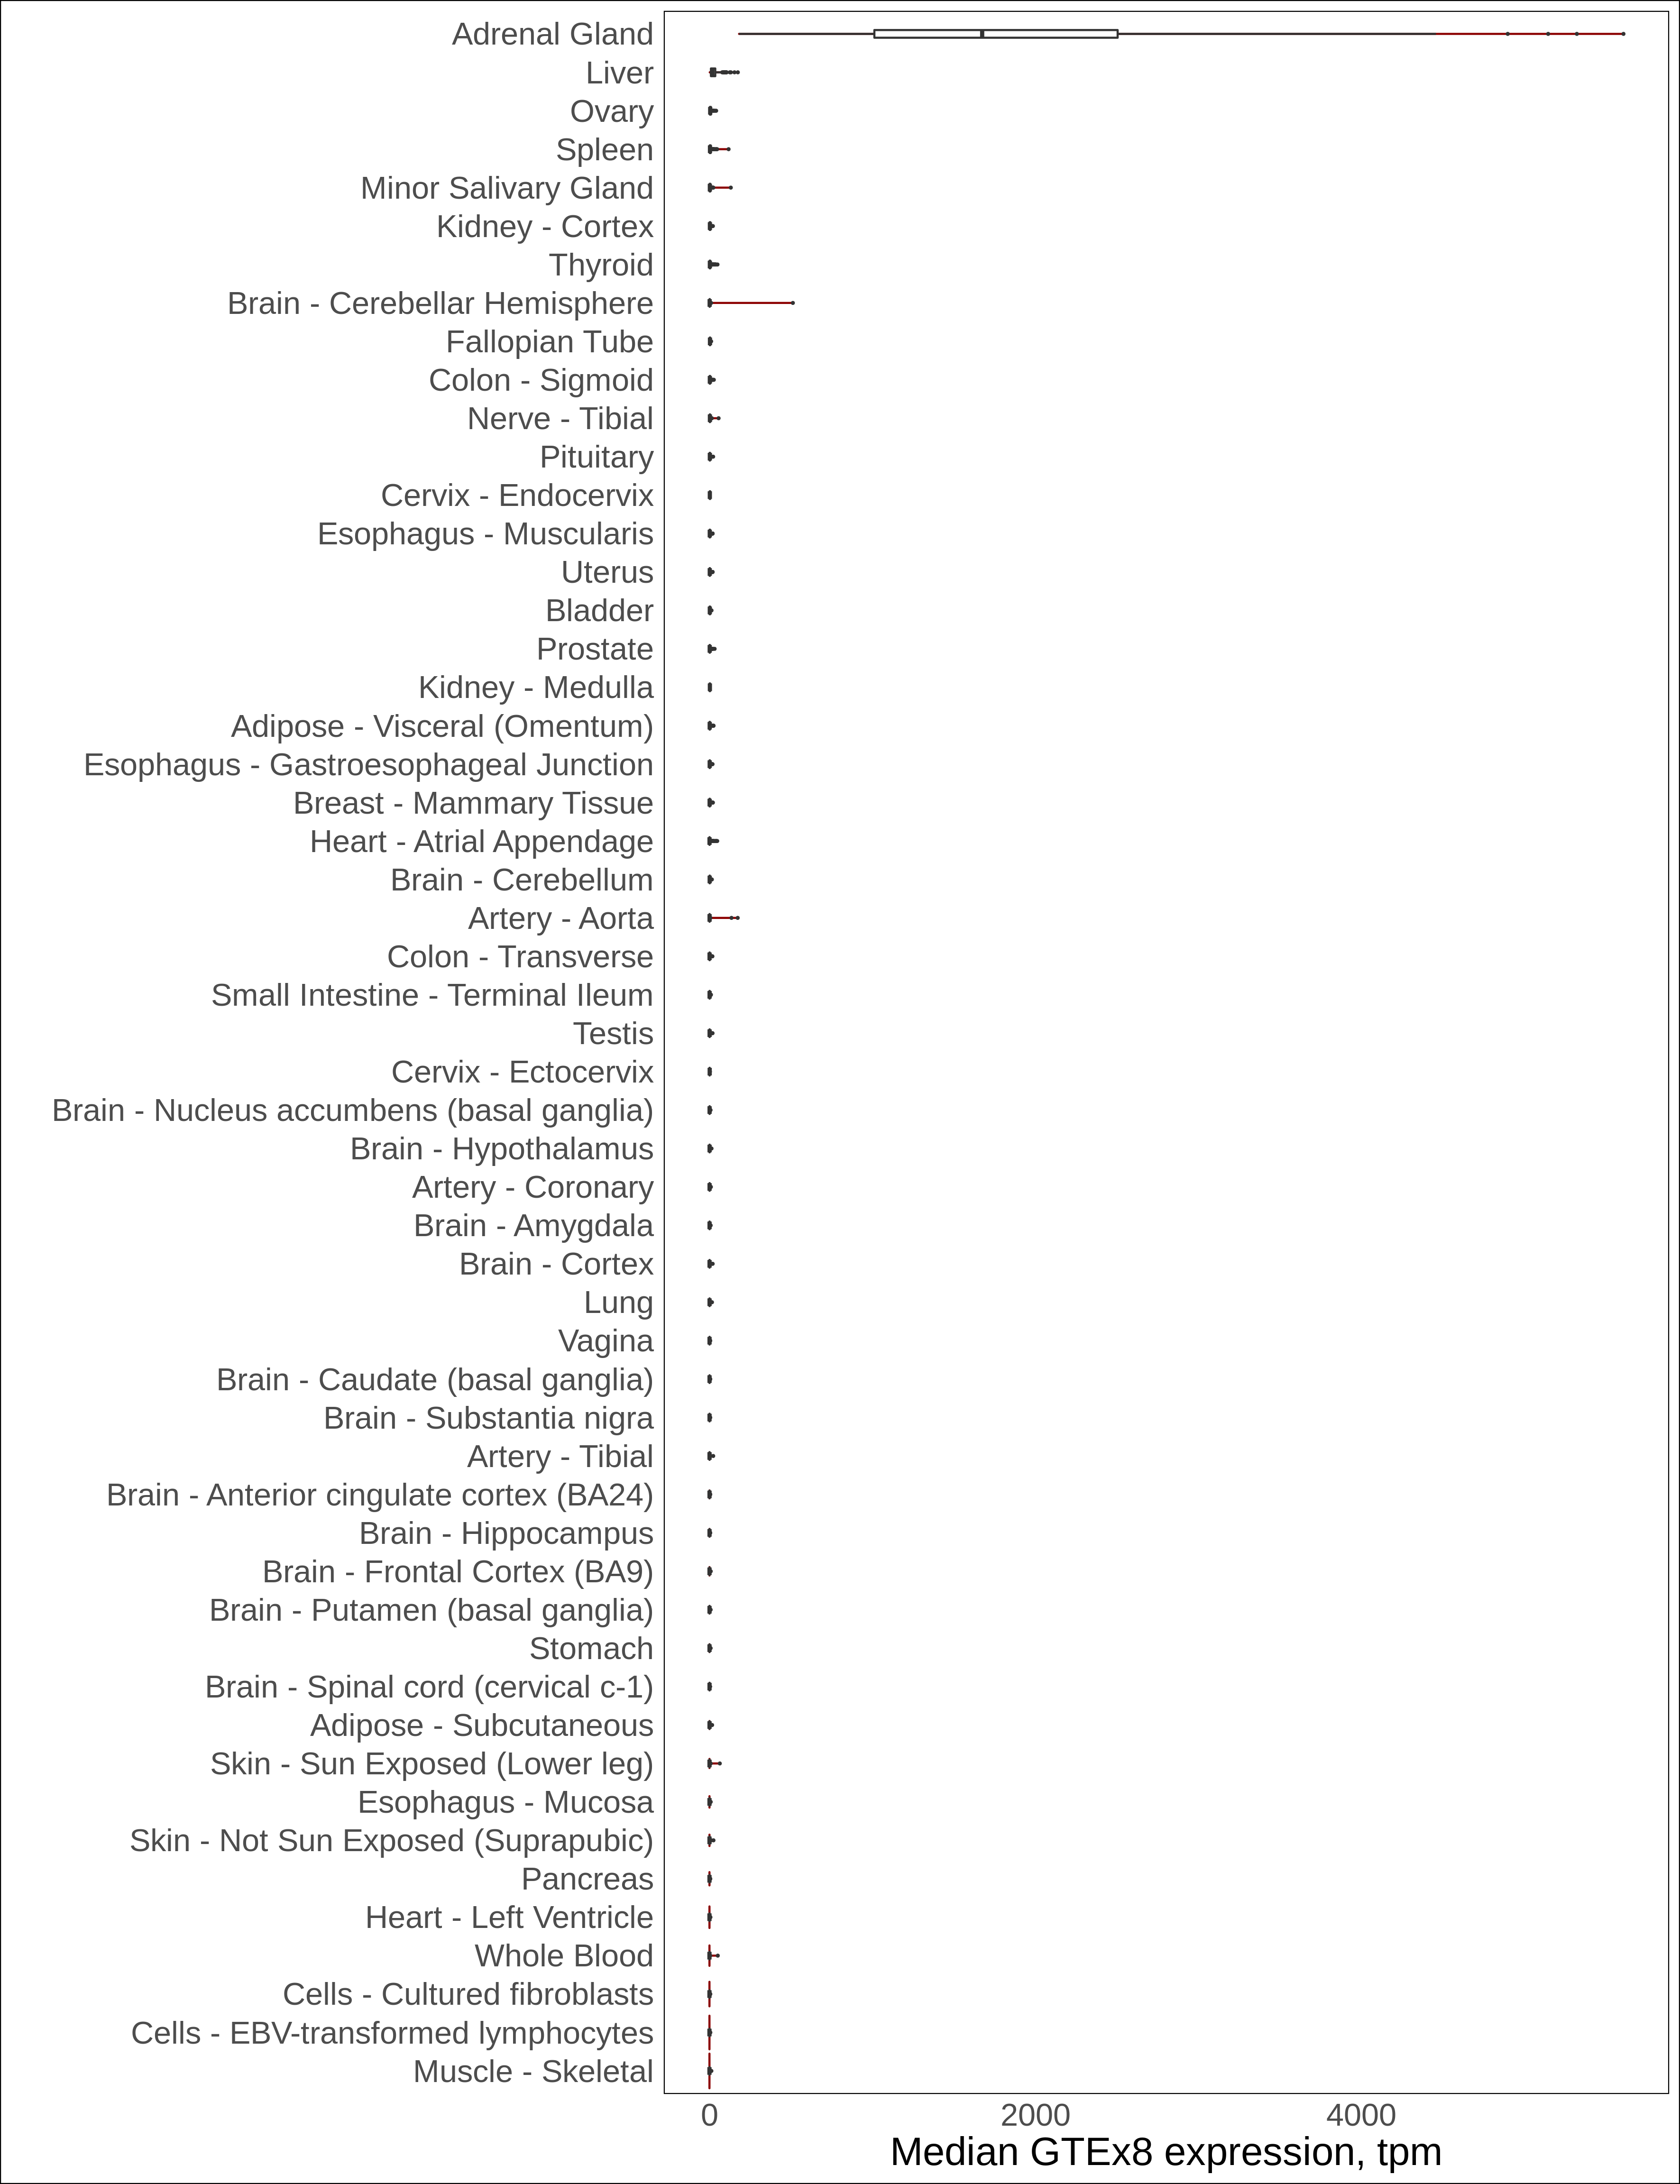 Adrenal Gland
Liver
Ovary
Spleen
Minor Salivary Gland
Kidney - Cortex
Thyroid
Brain - Cerebellar Hemisphere
Fallopian Tube
Colon - Sigmoid
Nerve - Tibial
Pituitary
Cervix - Endocervix
Esophagus - Muscularis
Uterus
Bladder
Prostate
Kidney - Medulla
Adipose - Visceral (Omentum)
Esophagus - Gastroesophageal Junction
Breast - Mammary Tissue
Heart - Atrial Appendage
Brain - Cerebellum
Artery - Aorta
Colon - Transverse
Small Intestine - Terminal Ileum
Testis
Cervix - Ectocervix
Brain - Nucleus accumbens (basal ganglia)
Brain - Hypothalamus
Artery - Coronary
Brain - Amygdala
Brain - Cortex
Lung
Vagina
Brain - Caudate (basal ganglia)
Brain - Substantia nigra
Artery - Tibial
Brain - Anterior cingulate cortex (BA24)
Brain - Hippocampus
Brain - Frontal Cortex (BA9)
Brain - Putamen (basal ganglia)
Stomach
Brain - Spinal cord (cervical c-1)
Adipose - Subcutaneous
Skin - Sun Exposed (Lower leg)
Esophagus - Mucosa
Skin - Not Sun Exposed (Suprapubic)
Pancreas
Heart - Left Ventricle
Whole Blood
Cells - Cultured fibroblasts
Cells - EBV-transformed lymphocytes
Muscle - Skeletal
0 2000 4000
Median GTEx8 expression, tpm